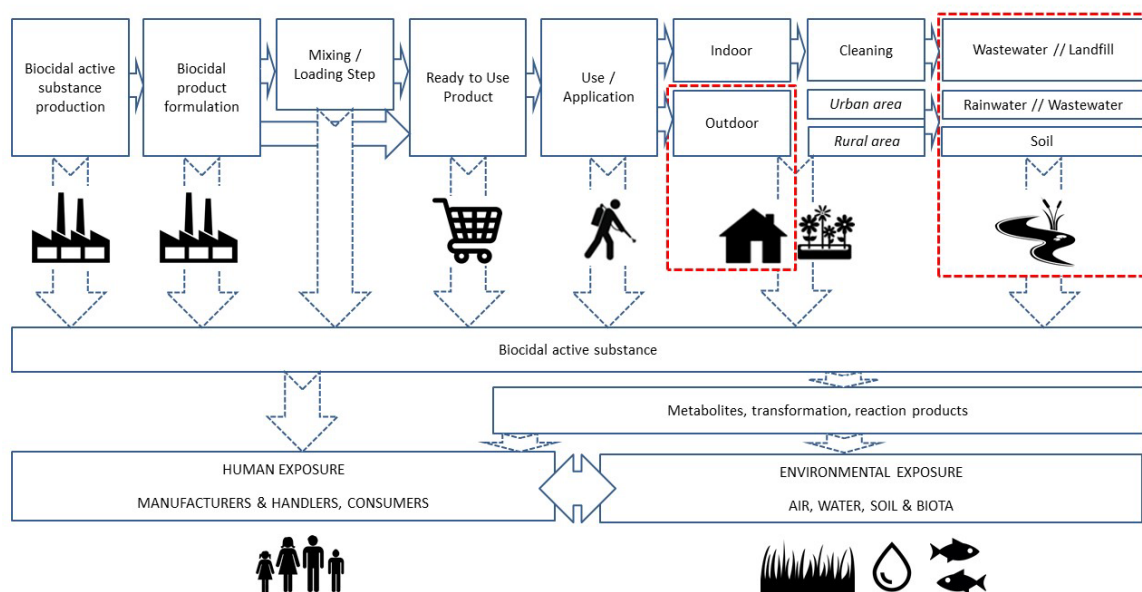 Biocidal active
substance
production
Biocidal
product
formulation
Mixing /
Loading Step
Ready to Use
Product
Use /
Application
Indoor
Outdoor
Cleaning
Urban area
Rural area
Wastewater // Landfill
Rainwater // Wastewater
Soil
Biocidal active substance
Metabolites, transformation, reaction products
HUMAN EXPOSURE
MANUFACTURERS & HANDLERS, CONSUMERS
ENVIRONMENTAL EXPOSURE
AIR, WATER, SOIL & BIOTA